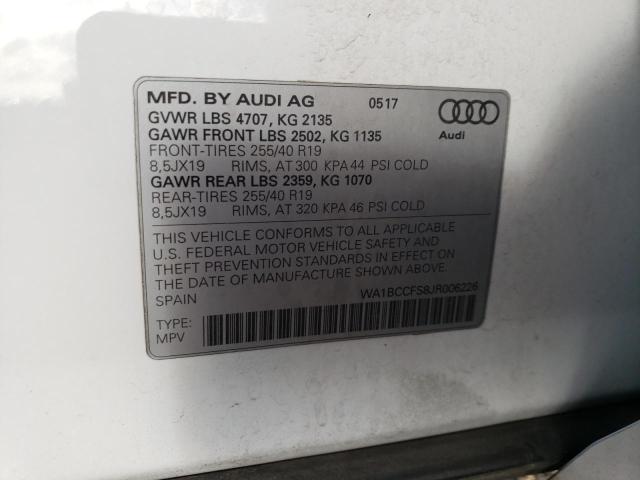 MFD. BY AUDI AG 0517
GVWR LBS 4707, KG 2135
GAWR FRONT LBS 2502, KG 1135
FRONT-TIRES 255/40 R19
8,5JX19 RIMS, AT 300 KPA 44 PSI COLD
GAWR REAR LBS 2359, KG 1070
REAR-TIRES 255/40 R19
8,5JX19 RIMS, AT 320 KPA 46 PSI COLD
Audi
THIS VEHICLE CONFORMS TO ALL APPLICABLE
U.S. FEDERAL MOTOR VEHICLE SAFETY AND
THEFT PREVENTION STANDARDS IN EFFECT ON
THE DATE OF MANUFACTURE SHOWN ABOVE.
SPAIN WA1BCCFS8JR006226
TYPE:
MPV